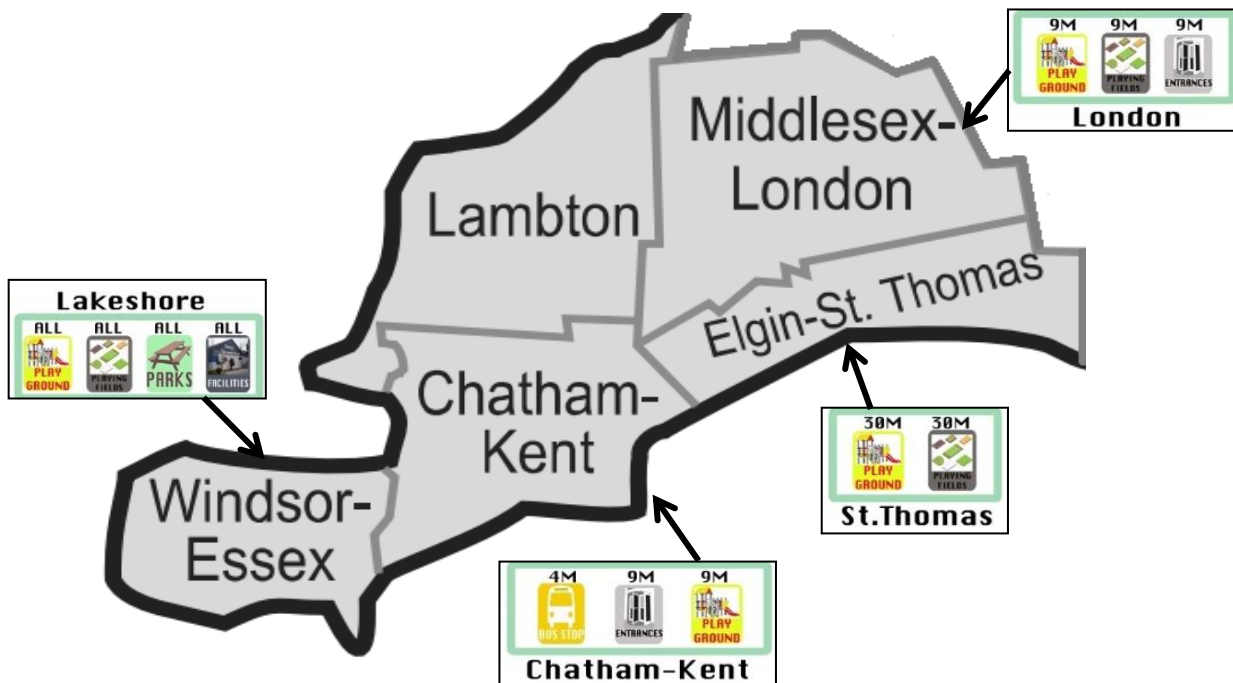 9M 9M 9M
PLAY GROUND
PLAYING FIELDS
ENTRANCES
London
Middlesex-
London
Lambton
Elgin-St. Thomas
Lakeshore
ALL ALL ALL ALL
PLAY GROUND
PLAYING FIELDS
PARKS
FACILITIES
Chatham-
Kent
30M 30M
PLAY GROUND
PLAYING FIELDS
St.Thomas
Windsor-
Essex
4M 9M 9M
BUS STOP
ENTRANCES
PLAY GROUND
Chatham-Kent